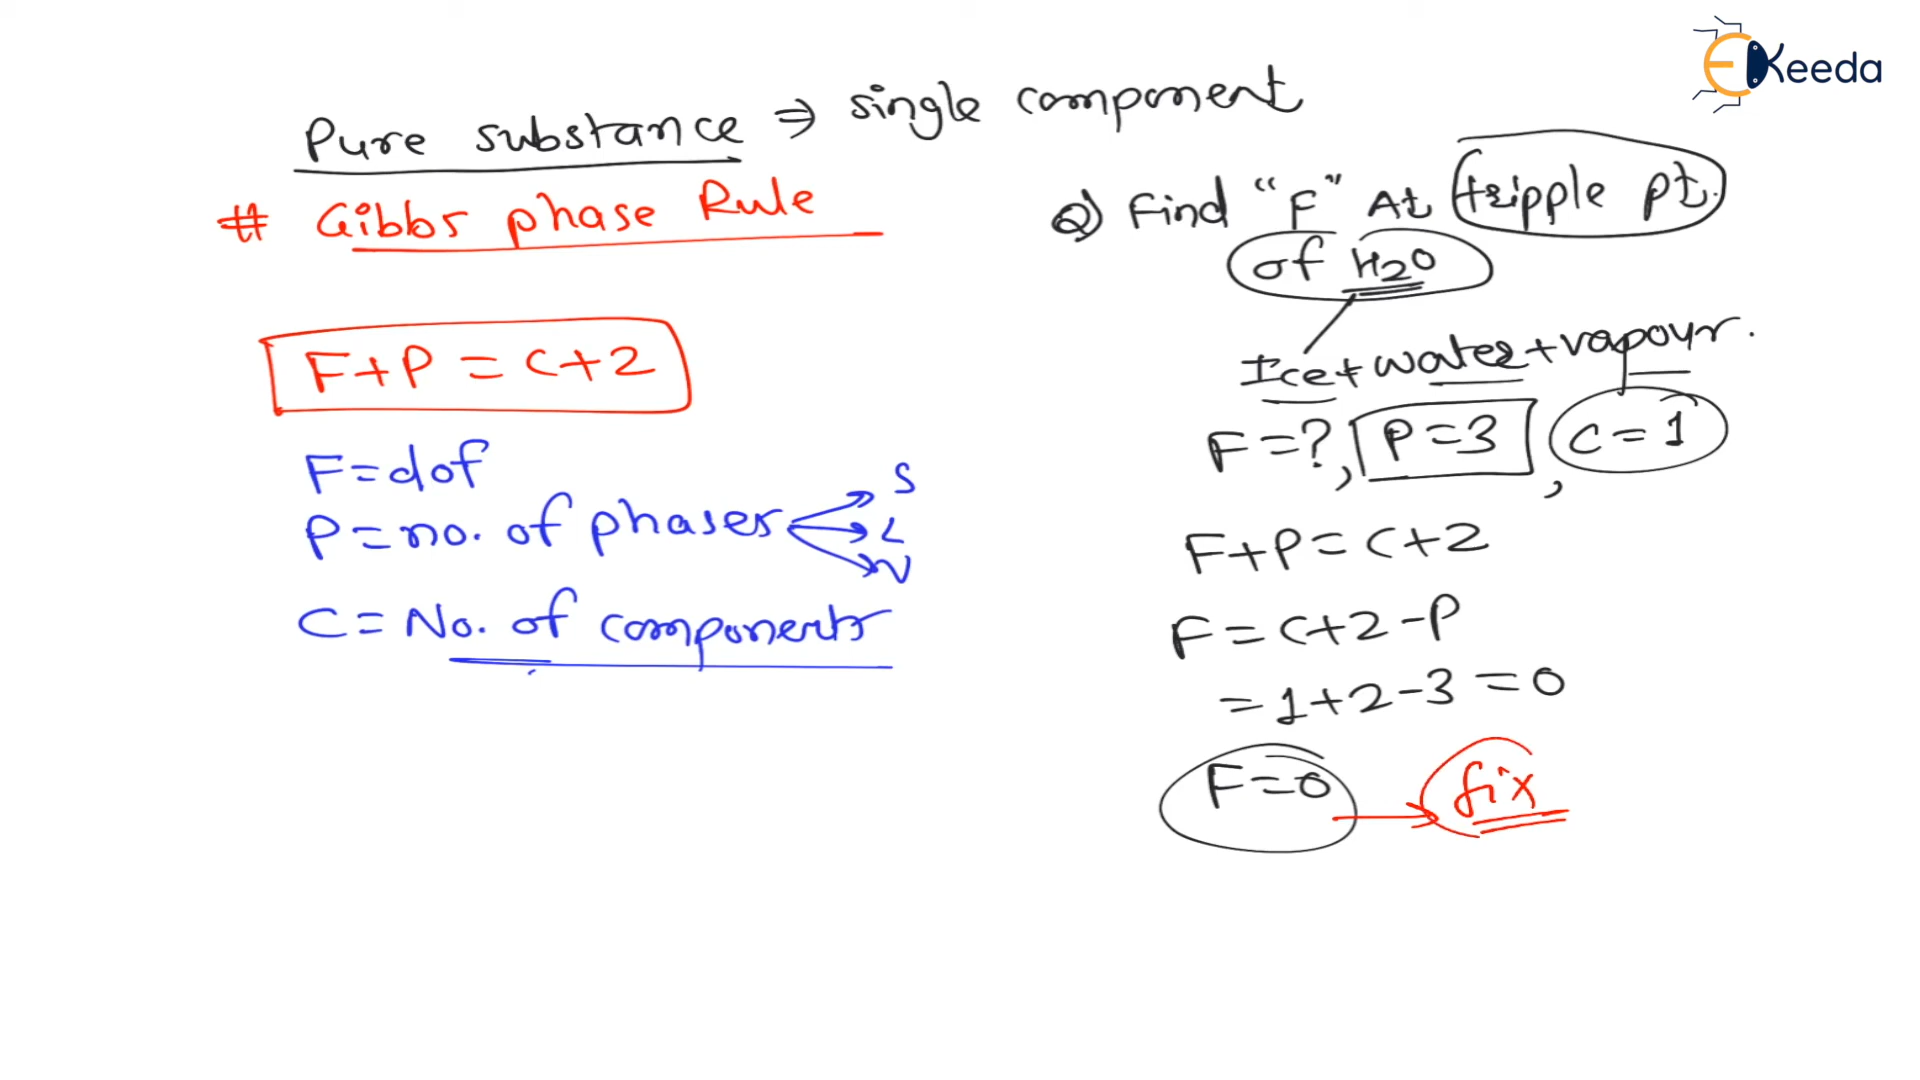 EKeeda
Pure substance ⇒ single component
# Gibbs phase Rule
F+P = C+2
F=dof
P=no. of phases
S
L
V
C= No. of components
Q) Find "F" At tripple pt.
of H2O
Ice+water+vapour.
F=?, P=3, C=1
F+P=C+2
F=C+2-P
=1+2-3=0
F=0 → fix